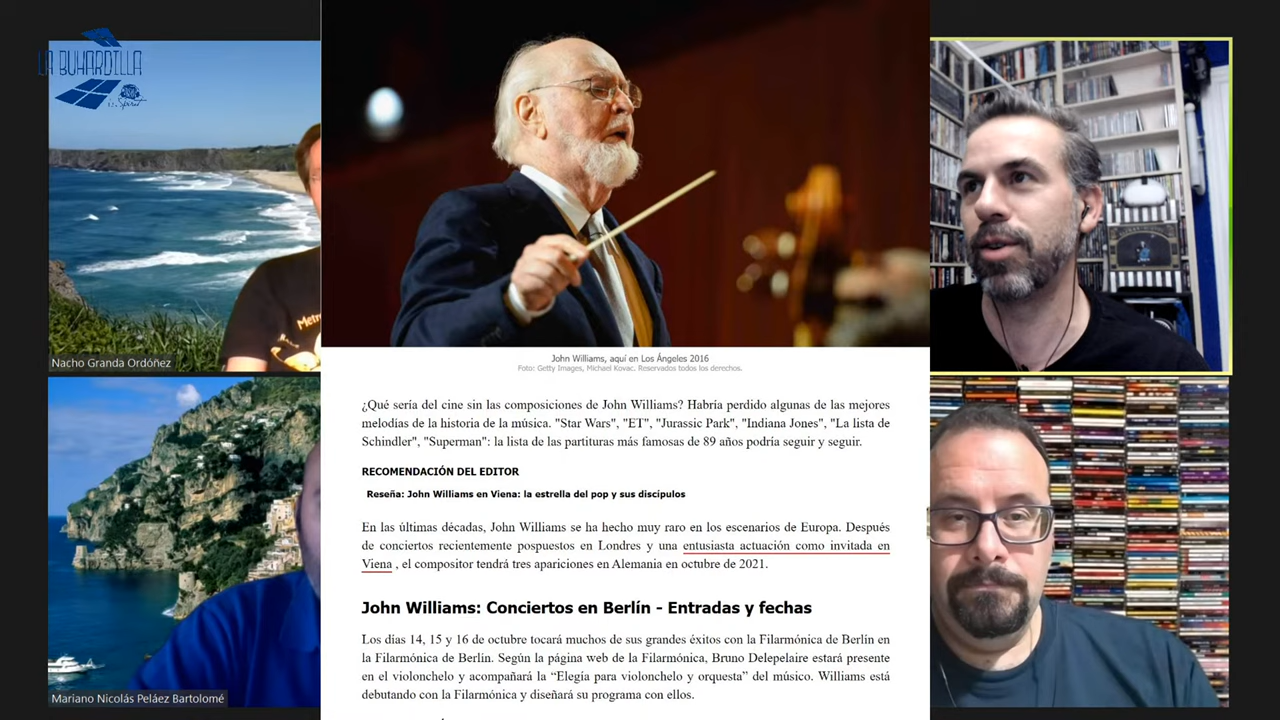 LA BUHARDILLA
Spirit
Metro
Nacho Granda Ordóñez
Mariano Nicolás Peláez Bartolomé
John Williams, aquí en Los Ángeles 2016
Foto: Getty Images, Michael Kovac. Reservados todos los derechos.
¿Qué sería del cine sin las composiciones de John Williams? Habría perdido algunas de las mejores
melodías de la historia de la música. "Star Wars", "ET", "Jurassic Park", "Indiana Jones", "La lista de
Schindler", "Superman": la lista de las partituras más famosas de 89 años podría seguir y seguir.
RECOMENDACIÓN DEL EDITOR
Reseña: John Williams en Viena: la estrella del pop y sus discípulos
En las últimas décadas, John Williams se ha hecho muy raro en los escenarios de Europa. Después
de conciertos nuevamente pospuestos en Londres y una entusiasta actuación como invitada en
Viena , el compositor tendrá tres apariciones en Alemania en octubre de 2021.
John Williams: Conciertos en Berlín - Entradas y fechas
Los días 14, 15 y 16 de octubre tocará muchos de sus grandes éxitos con la Filarmónica de Berlín en
la Filarmónica de Berlín. Según la página web de la Filarmónica, Bruno Delepelaire estará presente
en el violonchelo y acompañará la “Elegía para violonchelo y orquesta” del músico. Williams está
debutando con la Filarmónica y diseñará su programa con ellos.